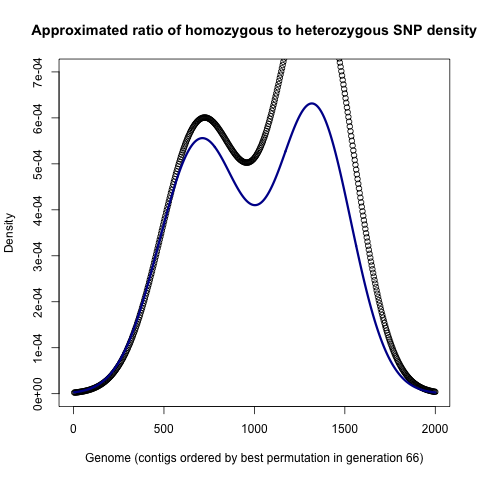 Approximated ratio of homozygous to heterozygous SNP density
7e-04
6e-04
5e-04
4e-04
3e-04
2e-04
1e-04
0e+00
Density
0 500 1000 1500 2000
Genome (contigs ordered by best permutation in generation 66)